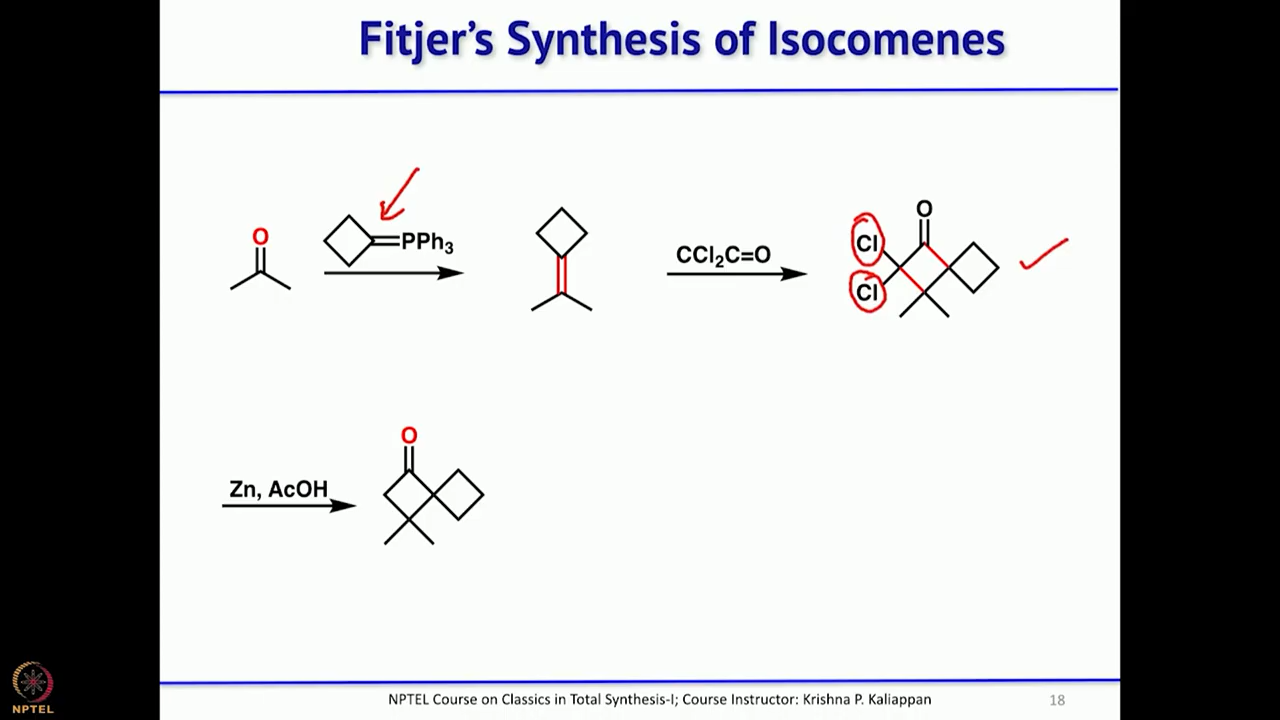 Fitjer's Synthesis of Isocomenes
O
PPh3
CCl2C=O
O
Cl
Cl
Zn, AcOH
O
NPTEL
NPTEL Course on Classics in Total Synthesis-I; Course Instructor: Krishna P. Kaliappan
18